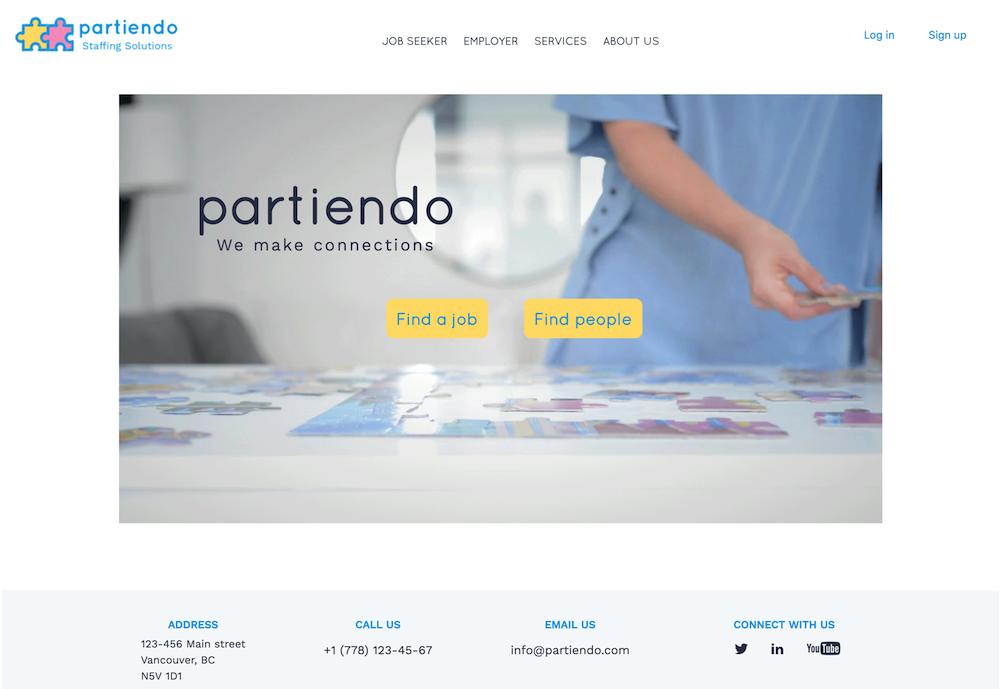 partiendo
Staffing Solutions
JOB SEEKER EMPLOYER SERVICES ABOUT US
Log in Sign up
partiendo
We make connections
Find a job Find people
ADDRESS
123-456 Main street
Vancouver, BC
N5V 1D1
CALL US
+1 (778) 123-45-67
EMAIL US
info@partiendo.com
CONNECT WITH US
in
YouTube